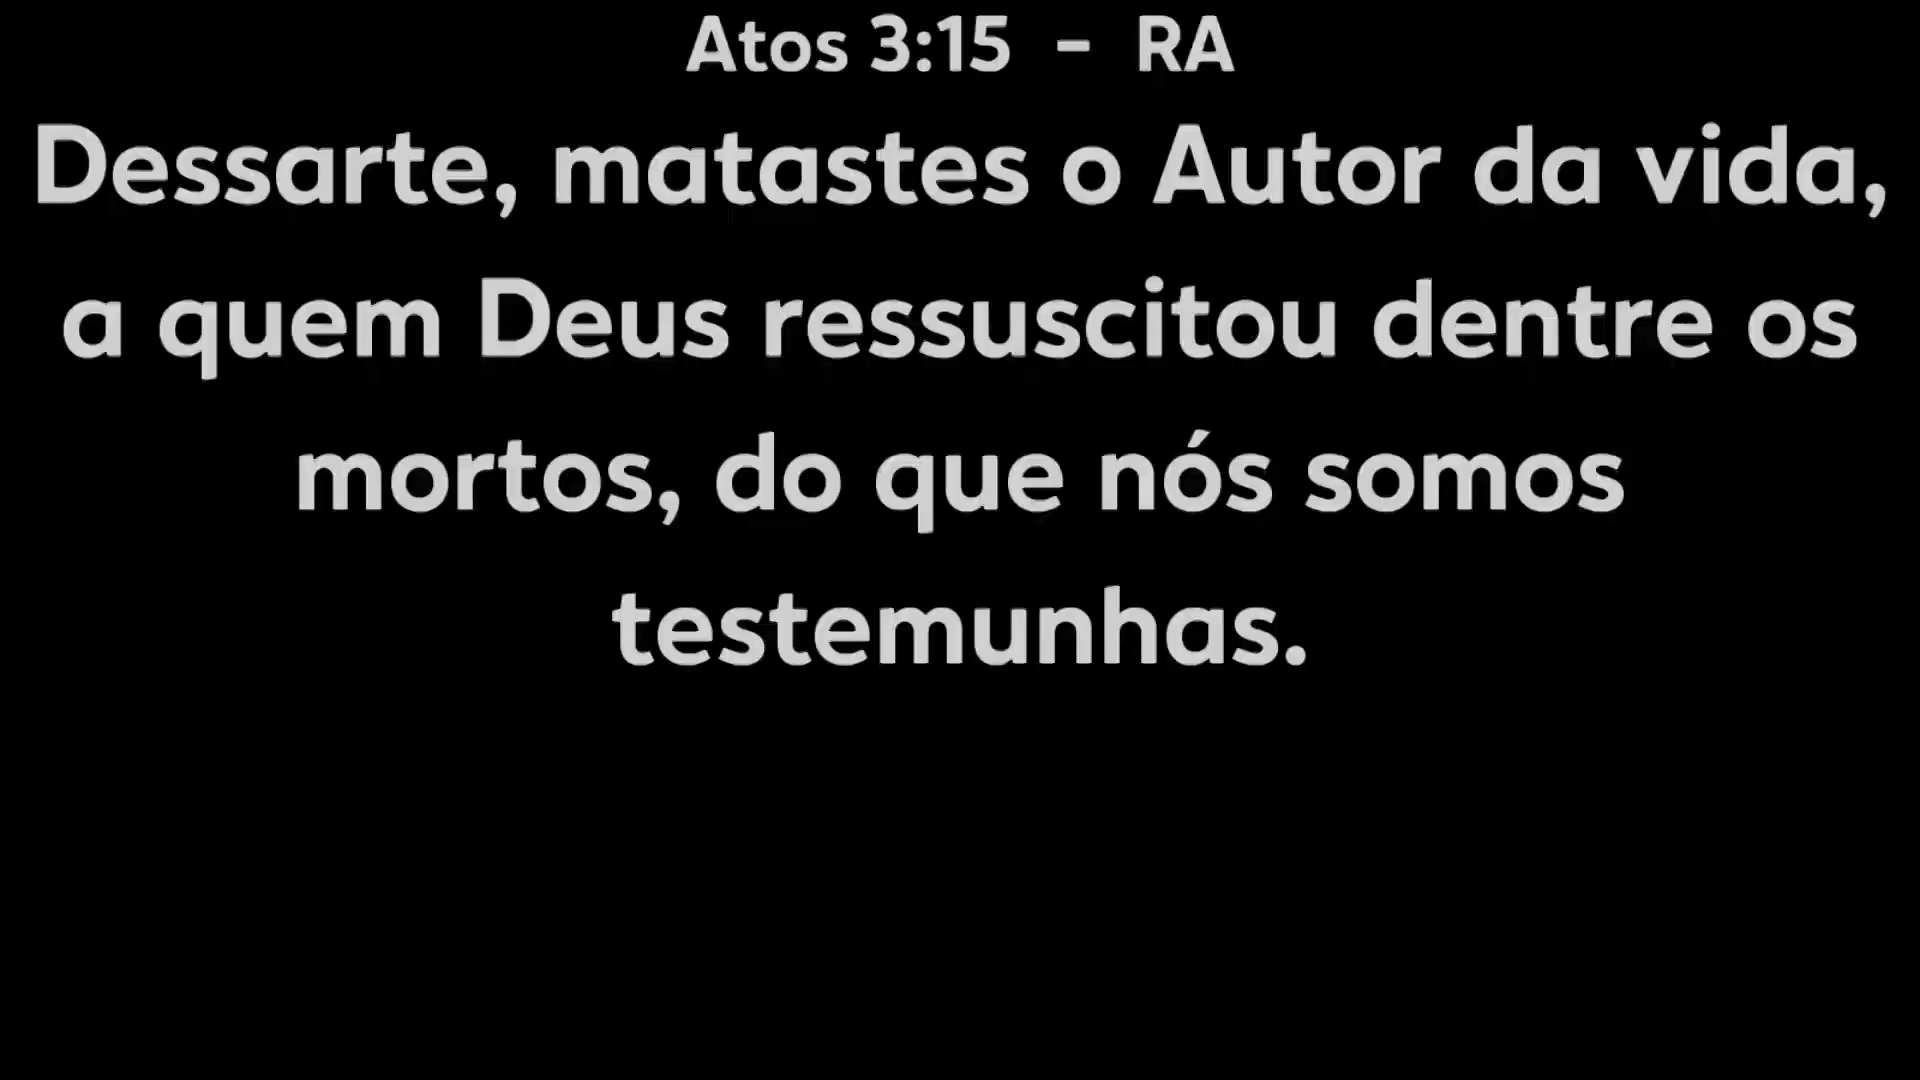 Atos 3:15 - RA
Dessarte, matastes o Autor da vida,
a quem Deus ressuscitou dentre os
mortos, do que nós somos
testemunhas.